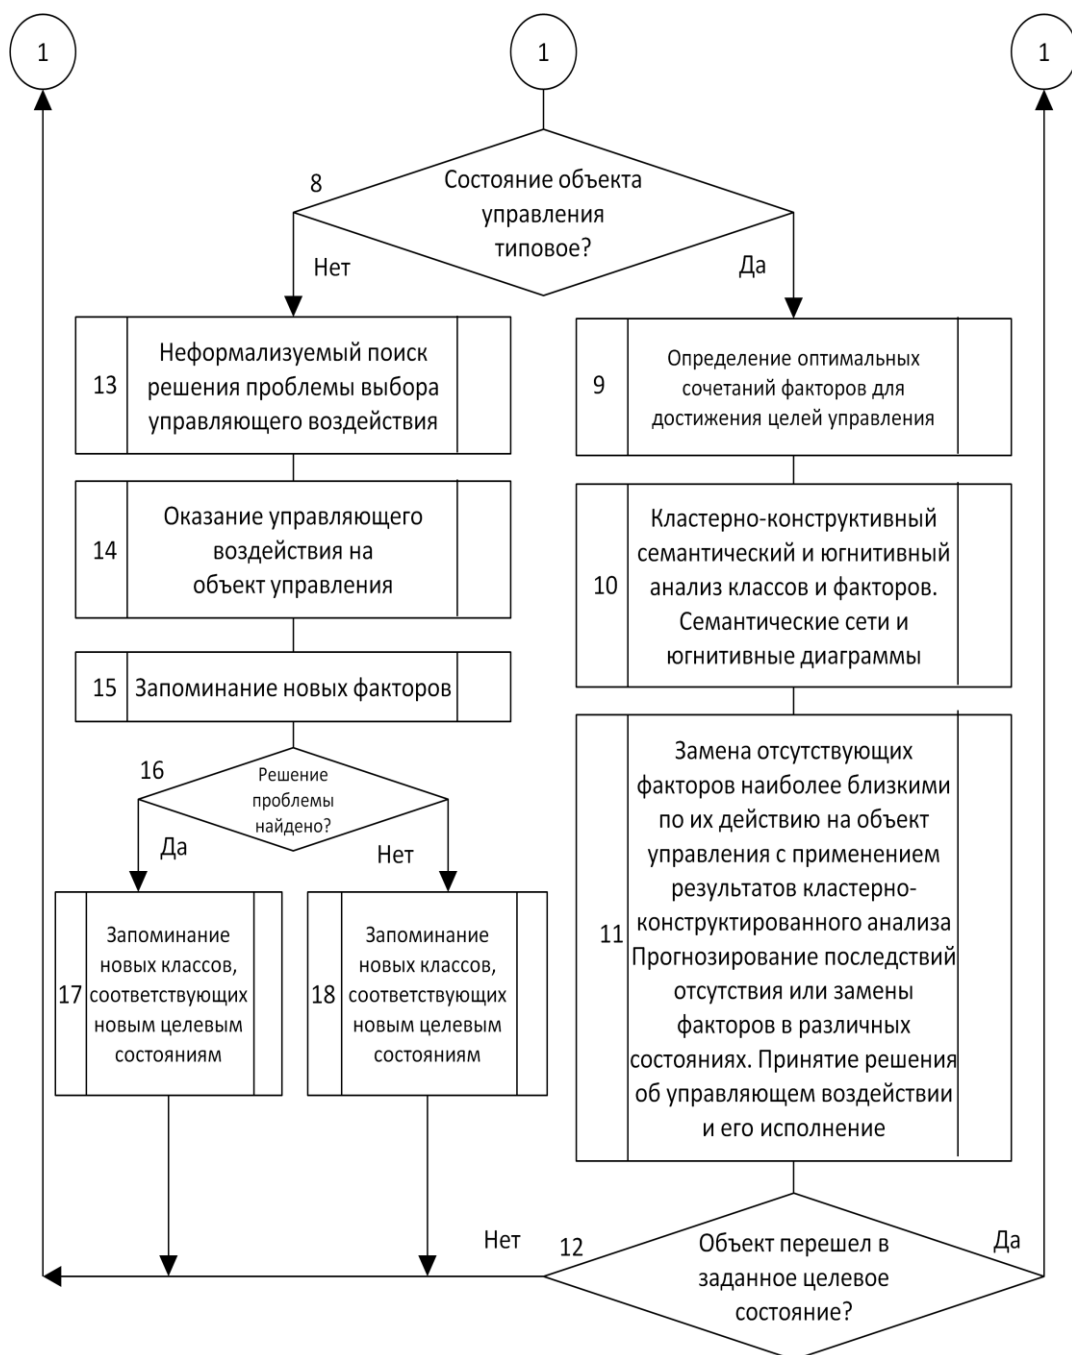 1
1
1
8
Состояние объекта
управления
типовое?
Нет
Да
13
Неформализуемый поиск
решения проблемы выбора
управляющего воздействия
9
Определение оптимальных
сочетаний факторов для
достижения целей управления
14
Оказание управляющего
воздействия на
объект управления
10
Кластерно-конструктивный
семантический и югнитивный
анализ классов и факторов.
Семантические сети и
югнитивные диаграммы
15
Запоминание новых факторов
16
Решение
проблемы
найдено?
Да
Нет
17
Запоминание
новых классов,
соответствующих
новым целевым
состояниям
18
Запоминание
новых классов,
соответствующих
новым целевым
состояниям
11
Замена отсутствующих
факторов наиболее близкими
по их действию на объект
управления с применением
результатов кластерно-
конструктированного анализа
Прогнозирование последствий
отсутствия или замены
факторов в различных
состояниях. Принятие решения
об управляющем воздействии
и его исполнение
Нет
12
Объект перешел в
заданное целевое
состояние?
Да